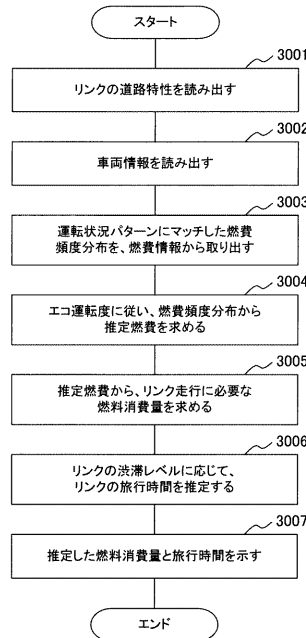 スタート
3001
リンクの道路特性を読み出す
3002
車両情報を読み出す
3003
運転状況パターンにマッチした燃費
頻度分布を、燃費情報から取り出す
3004
エコ運転度に従い、燃費頻度分布から
推定燃費を求める
3005
推定燃費から、リンク走行に必要な
燃料消費量を求める
3006
リンクの渋滞レベルに応じて、
リンクの旅行時間を推定する
3007
推定した燃料消費量と旅行時間を示す
エンド